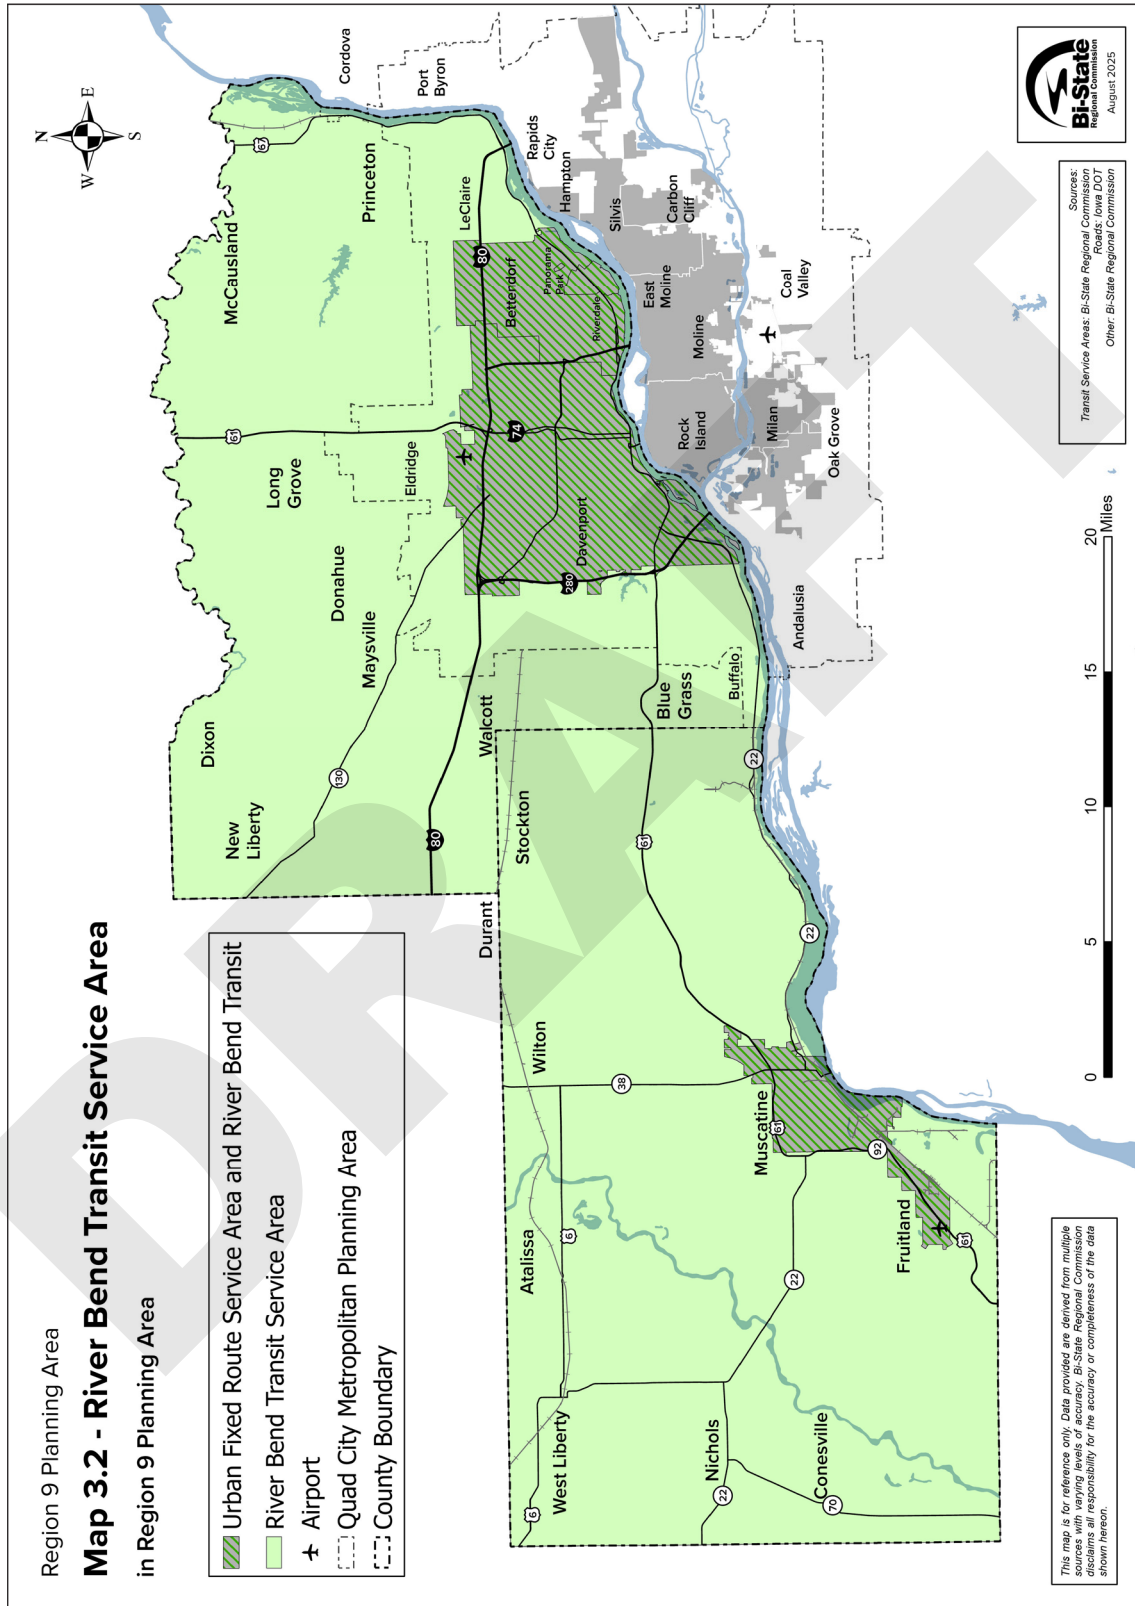 Region 9 Planning Area
Map 3.2 - River Bend Transit Service Area
in Region 9 Planning Area
Urban Fixed Route Service Area and River Bend Transit
River Bend Transit Service Area
Airport
Quad City Metropolitan Planning Area
County Boundary
N
W
E
S
Dixon
New
Liberty
McCausland
Long
Grove
Donahue
Maysville
Princeton
Cordova
Port
Byron
Eldridge
LeClaire
Rapids
City
Hampton
Bettendorf
Panorama
Park
Riverdale
Davenport
Silvis
Carbon
Cliff
East
Moline
Moline
Coal
Valley
Rock
Island
Milan
Oak Grove
Andalusia
Walcott
Blue
Grass
Buffalo
Stockton
Durant
Wilton
Atalissa
West Liberty
Muscatine
Fruitland
Nichols
Conesville
67
61
80
74
280
130
80
61
22
22
38
61
92
61
6
6
22
22
70
DRAFT
0
5
10
15
20
Miles
Bi-State
Regional Commission
August 2025
Sources:
Transit Service Areas: Bi-State Regional Commission
Roads: Iowa DOT
Other: Bi-State Regional Commission
This map is for reference only. Data provided are derived from multiple
sources with varying levels of accuracy. Bi-State Regional Commission
disclaims all responsibility for the accuracy or completeness of the data
shown hereon.